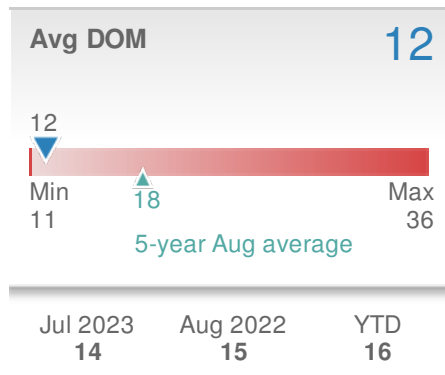 Avg DOM 12
12
Min Max
11 18 36
5-year Aug average
Jul 2023 Aug 2022 YTD
14 15 16